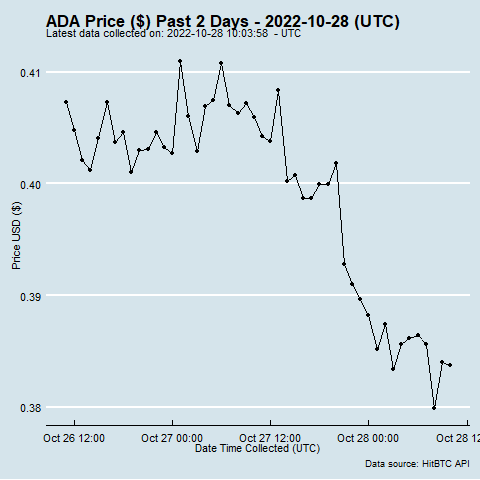 ADA Price ($) Past 2 Days - 2022-10-28 (UTC)
Latest data collected on: 2022-10-28 10:03:58 - UTC
0.41
0.40
0.39
0.38
Price USD ($)
Oct 26 12:00 Oct 27 00:00 Oct 27 12:00 Oct 28 00:00 Oct 28 12
Date Time Collected (UTC)
Data source: HitBTC API